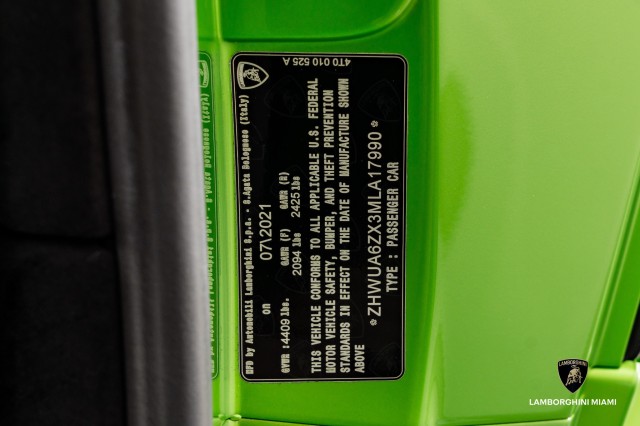 MFD by Automobili Lamborghini S.p.a. - S.Agata Bolognese (Italy)
on 07\2021
GVWR :4409 lbs.
GAWR (F) GAWR (R)
2094 lbs 2425 lbs
THIS VEHICLE CONFORMS TO ALL APPLICABLE U.S. FEDERAL
MOTOR VEHICLE SAFETY, BUMPER, AND THEFT PREVENTION
STANDARDS IN EFFECT ON THE DATE OF MANUFACTURE SHOWN
ABOVE
*ZHWUA6ZX3MLA17990*
TYPE : PASSENGER CAR
4T0 010 525 A
LAMBORGHINI
LAMBORGHINI MIAMI